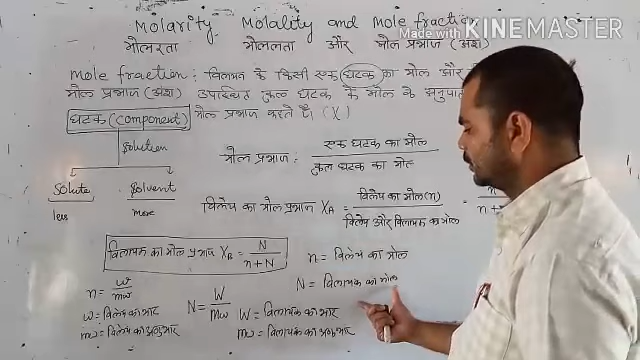 Made with KINEMASTER
Molarity, Molality and mole fraction
मोलरता मोललता और मोल प्रभाज (अंश)
mole fraction: विलयन के किसी एक घटक का मोल और
मोल प्रभाज (अंश) उपस्थित कुल घटक के मोल के अनुपात
घटक (component) मोल प्रभाज करते हैं। (X)
solution
मोल प्रभाज = एक घटक का मोल / कुल घटक का मोल
Solute Solvent
less more
विलेय का मोल प्रभाज XA = विलेय का मोल (n) / विलेय और विलायक का मोल = n / n +
विलायक का मोल प्रभाज XB = N / n + N
n = विलेय का मोल
N = विलायक का मोल
n = w / mw
N = W / mw
w = विलेय का भार
W = विलायक का भार
mw = विलेय का अणुभार
mw = विलायक का अणुभार